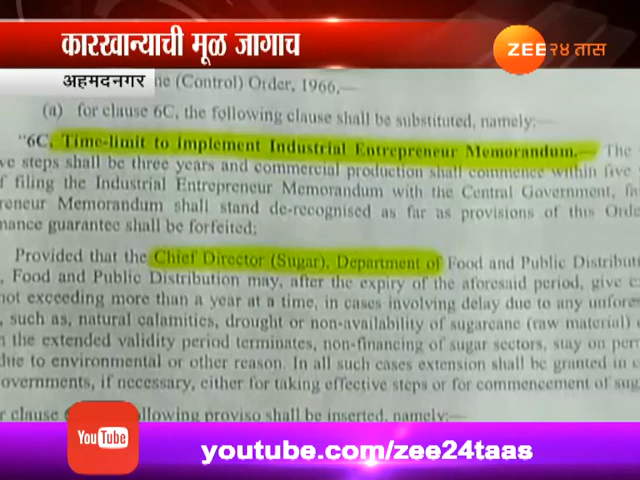 कारखान्याची मूळ जागाच
ZEE २४ तास
अहमदनगर
ne (Control) Order, 1966,—
(a) for clause 6C, the following clause shall be substituted, namely:—
"6C. Time-limit to implement Industrial Entrepreneur Memorandum.— The
ve steps shall be three years and commercial production shall commence within five
f filing the Industrial Entrepreneur Memorandum with the Central Government, fa
reneur Memorandum shall stand de-recognised as far as provisions of this Orde
mance guarantee shall be forfeited;
Provided that the Chief Director (Sugar), Department of Food and Public Distributi
, Food and Public Distribution may, after the expiry of the aforesaid period, give ex
not exceeding more than a year at a time, in cases involving delay due to any unfores
, such as, natural calamities, drought or non-availability of sugarcane (raw material)
n the extended validity period terminates, non-financing of sugar sectors, stay on perm
due to environmental or other reason. In all such cases extension shall be granted in c
overnments, if necessary, either for taking effective steps or for commencement of sug
or clause llowing proviso shall be inserted, namely:—
You Tube
youtube.com/zee24taas